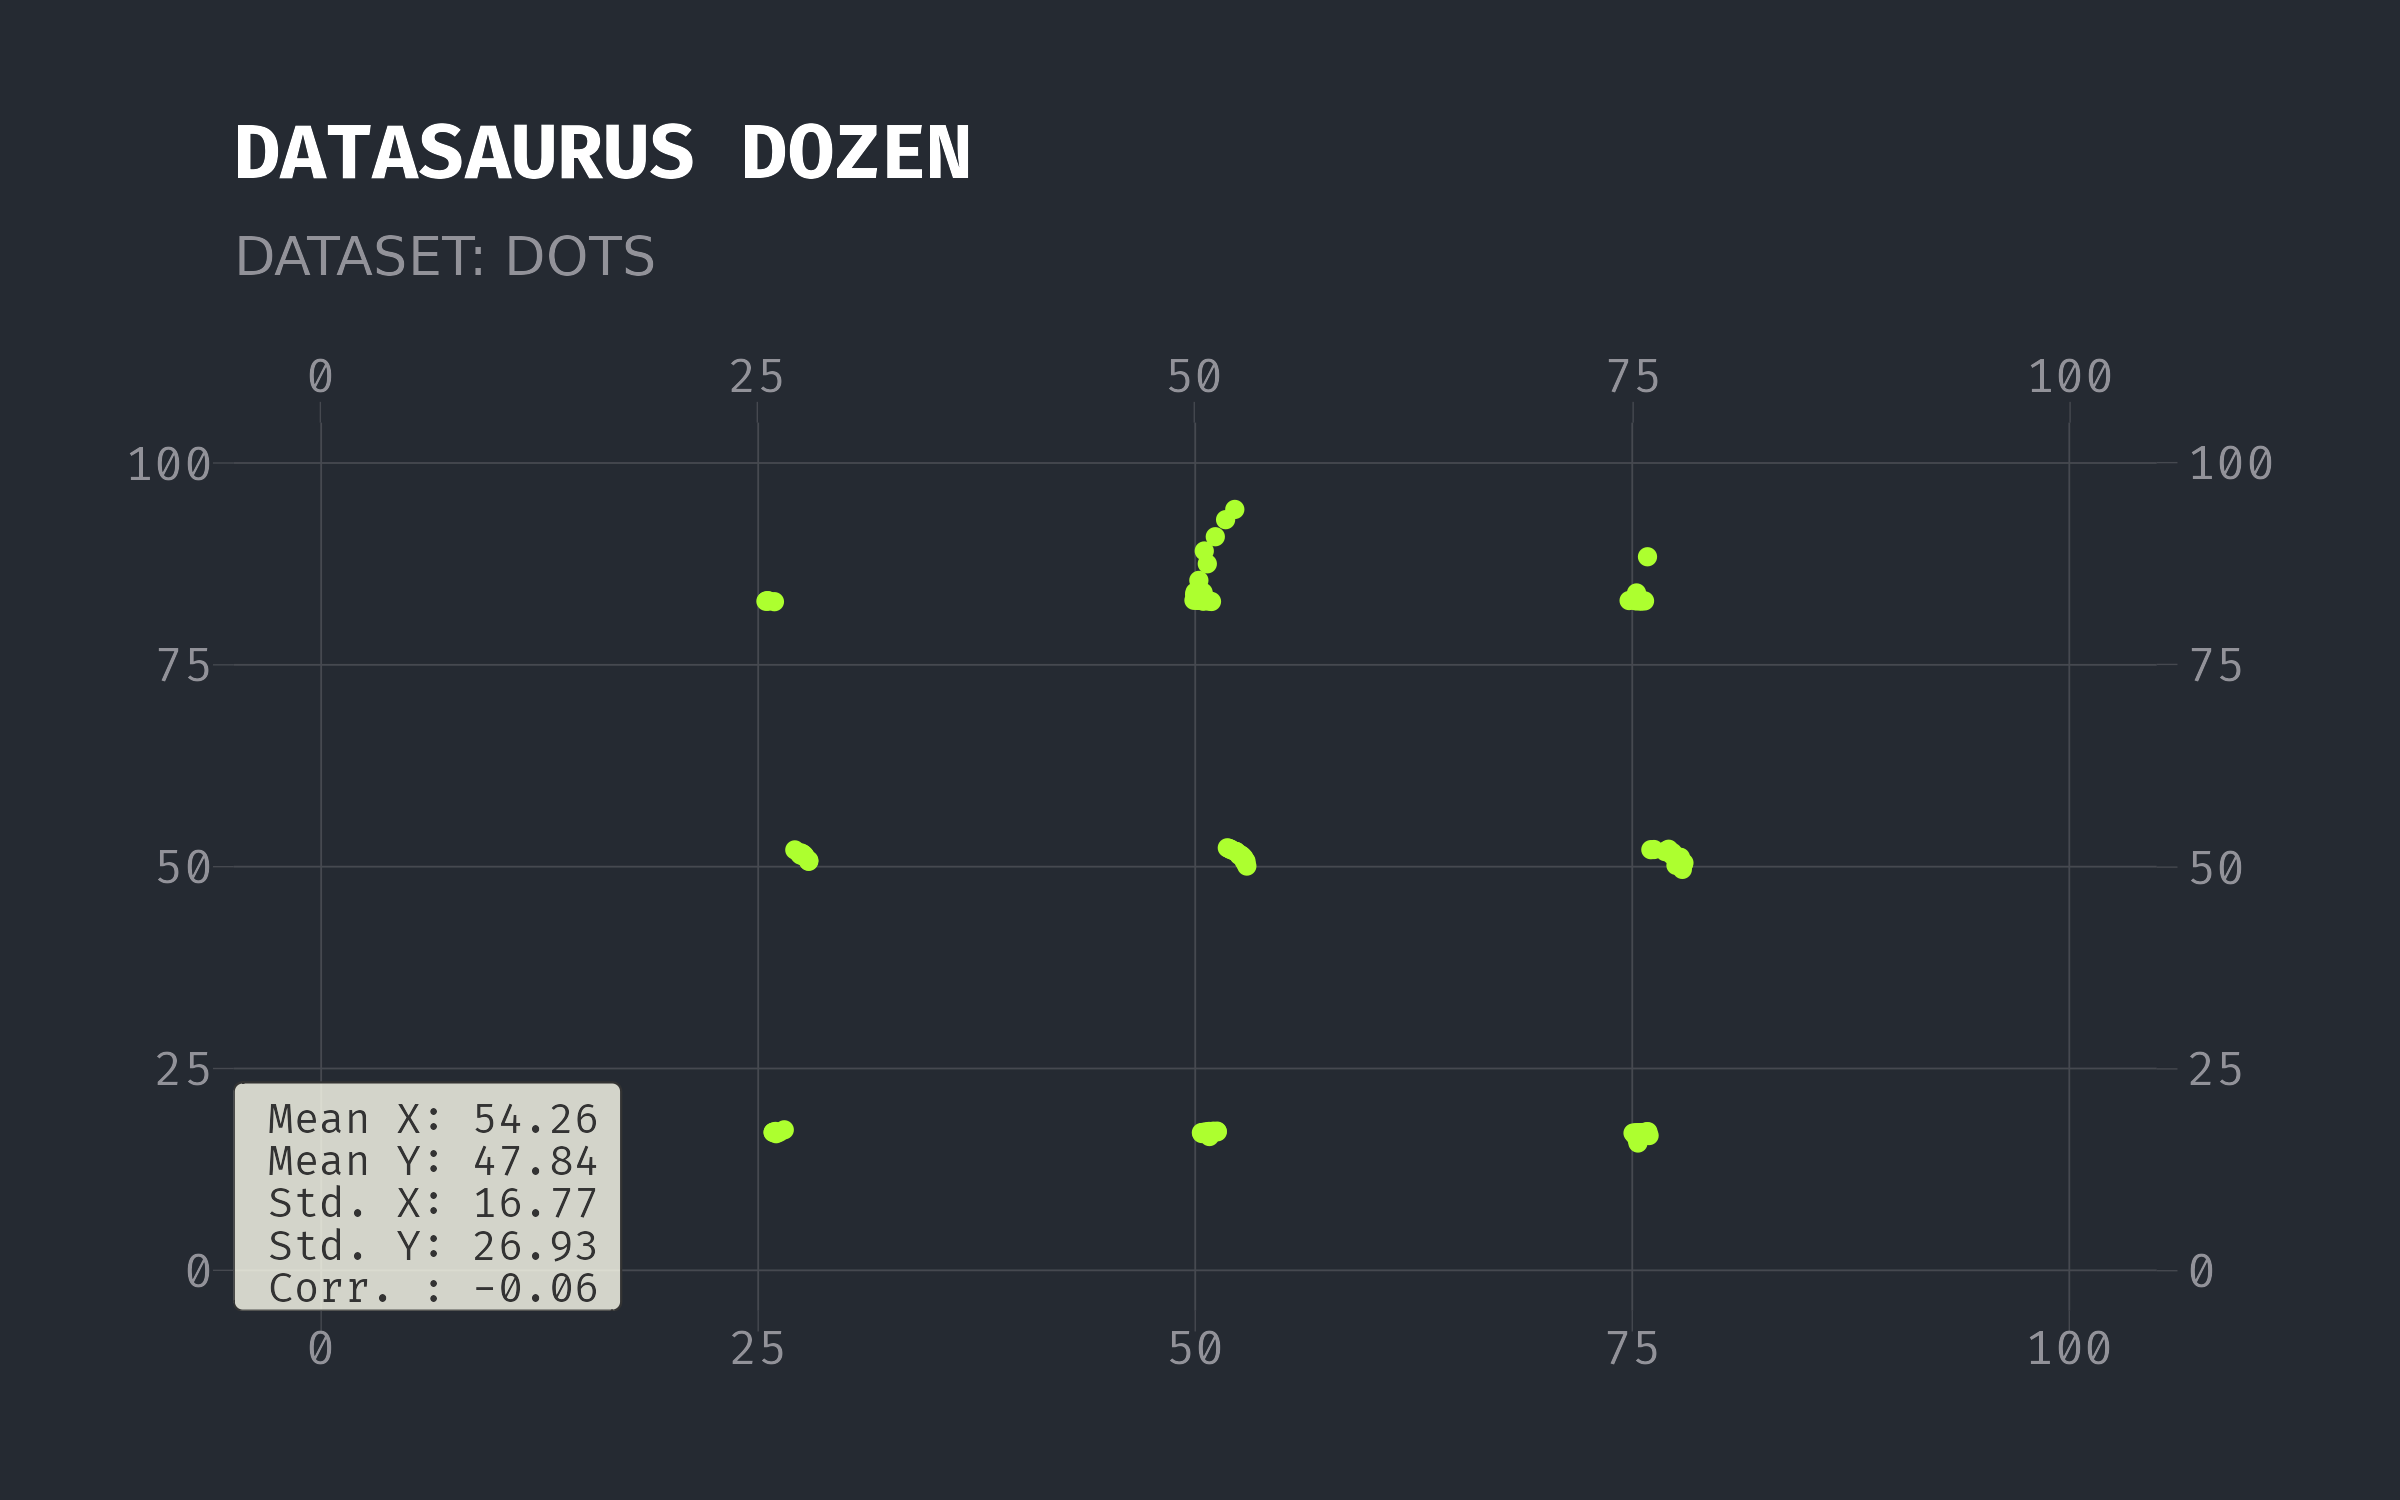 DATASAURUS DOZEN
DATASET: DOTS
0 25 50 75 100
100 100
75 75
50 50
25 25
Mean X: 54.26
Mean Y: 47.84
Std. X: 16.77
Std. Y: 26.93
0 0
Corr. : -0.06
0 25 50 75 100